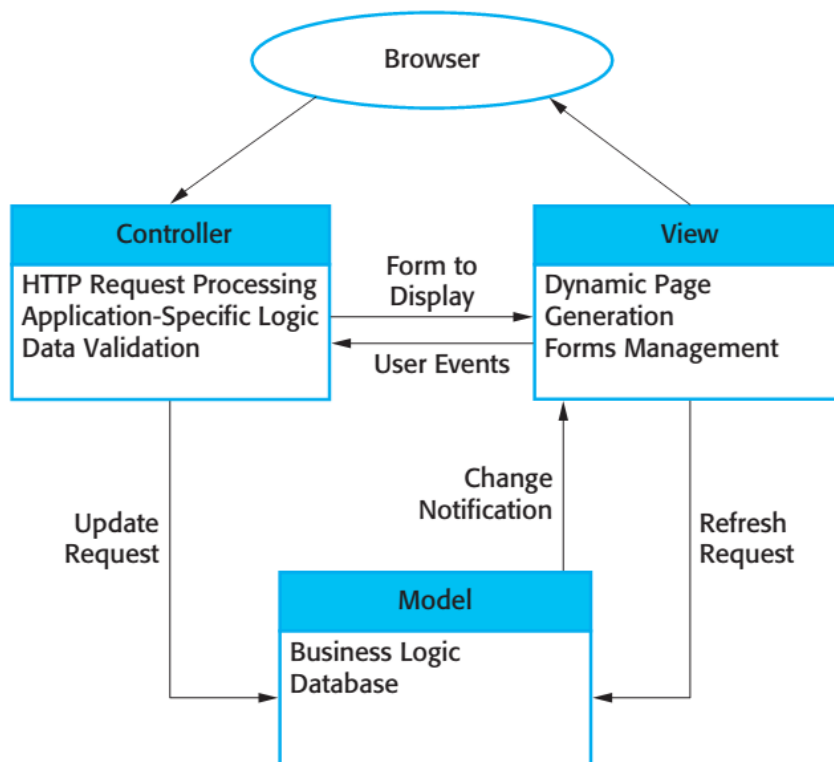 Browser
Controller
HTTP Request Processing
Application-Specific Logic
Data Validation
Form to
Display
User Events
View
Dynamic Page
Generation
Forms Management
Update
Request
Change
Notification
Refresh
Request
Model
Business Logic
Database